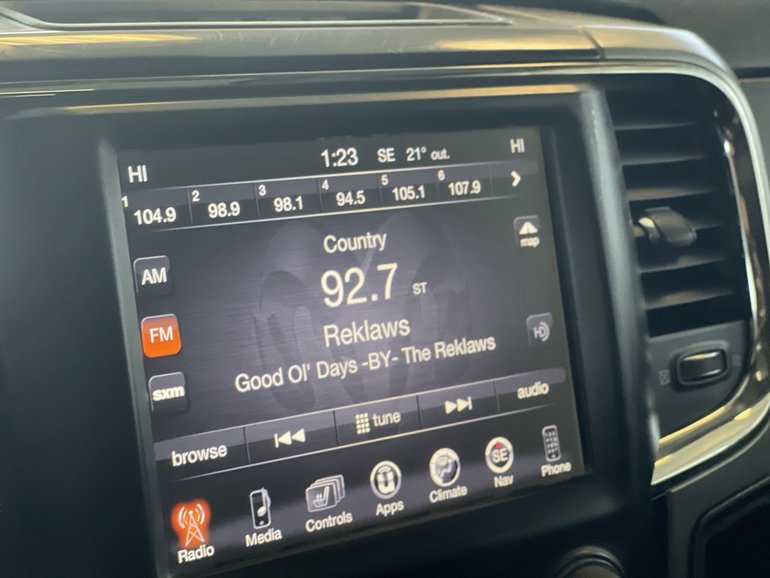 HI 1:23 SE 21° out. HI
1 104.9 2 98.9 3 98.1 4 94.5 5 105.1 6 107.9
map
Country
AM
92.7 ST
FM
Reklaws
HD
Good Ol' Days -BY- The Reklaws
sxm
browse tune audio
SE
Radio Media Controls Apps Climate Nav Phone